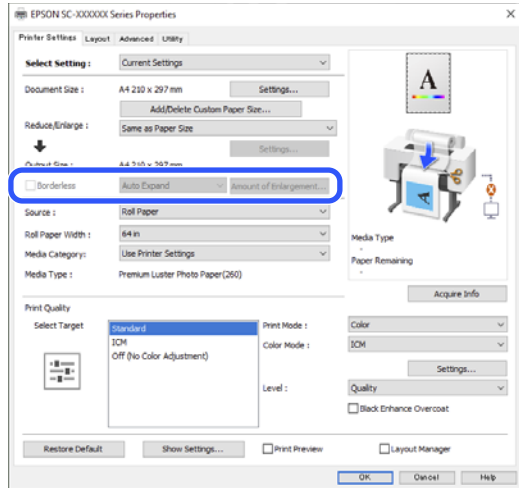 EPSON SC-XXXXXX Series Properties
Printer Settings Layout Advanced Utility
Select Setting : Current Settings
Document Size : A4 210 x 297 mm Settings...
Add/Delete Custom Paper Size...
Reduce/Enlarge : Same as Paper Size
Settings...
Output Size : A4 210 x 297 mm
Borderless Auto Expand Amount of Enlargement...
Source : Roll Paper
Roll Paper Width : 64 in
Media Category: Use Printer Settings
Media Type : Premium Luster Photo Paper(260)
A
Media Type
-
Paper Remaining
-
Acquire Info
Print Quality
Select Target Standard
ICM
Off (No Color Adjustment)
Print Mode : Color
Color Mode : ICM
Settings...
Level : Quality
Black Enhance Overcoat
Restore Default Show Settings... Print Preview Layout Manager
OK Cancel Help